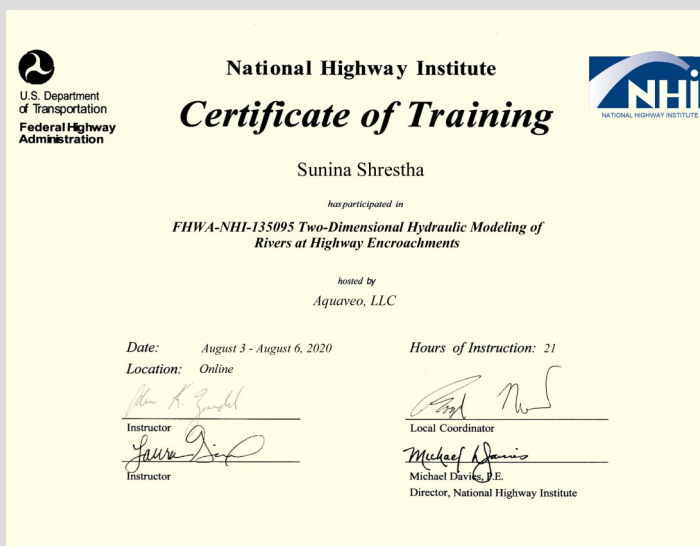 U.S. Department
of Transportation
Federal Highway
Administration
National Highway Institute
Certificate of Training
NHI
NATIONAL HIGHWAY INSTITUTE
Sunina Shrestha
has participated in
FHWA-NHI-135095 Two-Dimensional Hydraulic Modeling of
Rivers at Highway Encroachments
hosted by
Aquaveo, LLC
Date: August 3 - August 6, 2020
Location: Online
Hours of Instruction: 21
Instructor
Local Coordinator
Instructor
Michael Davies, P.E.
Director, National Highway Institute